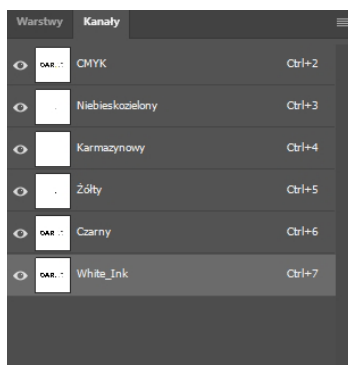 Warstwy Kanały
CMYK Ctrl+2
Niebieskozielony Ctrl+3
Karmazynowy Ctrl+4
Żółty Ctrl+5
Czarny Ctrl+6
White_Ink Ctrl+7